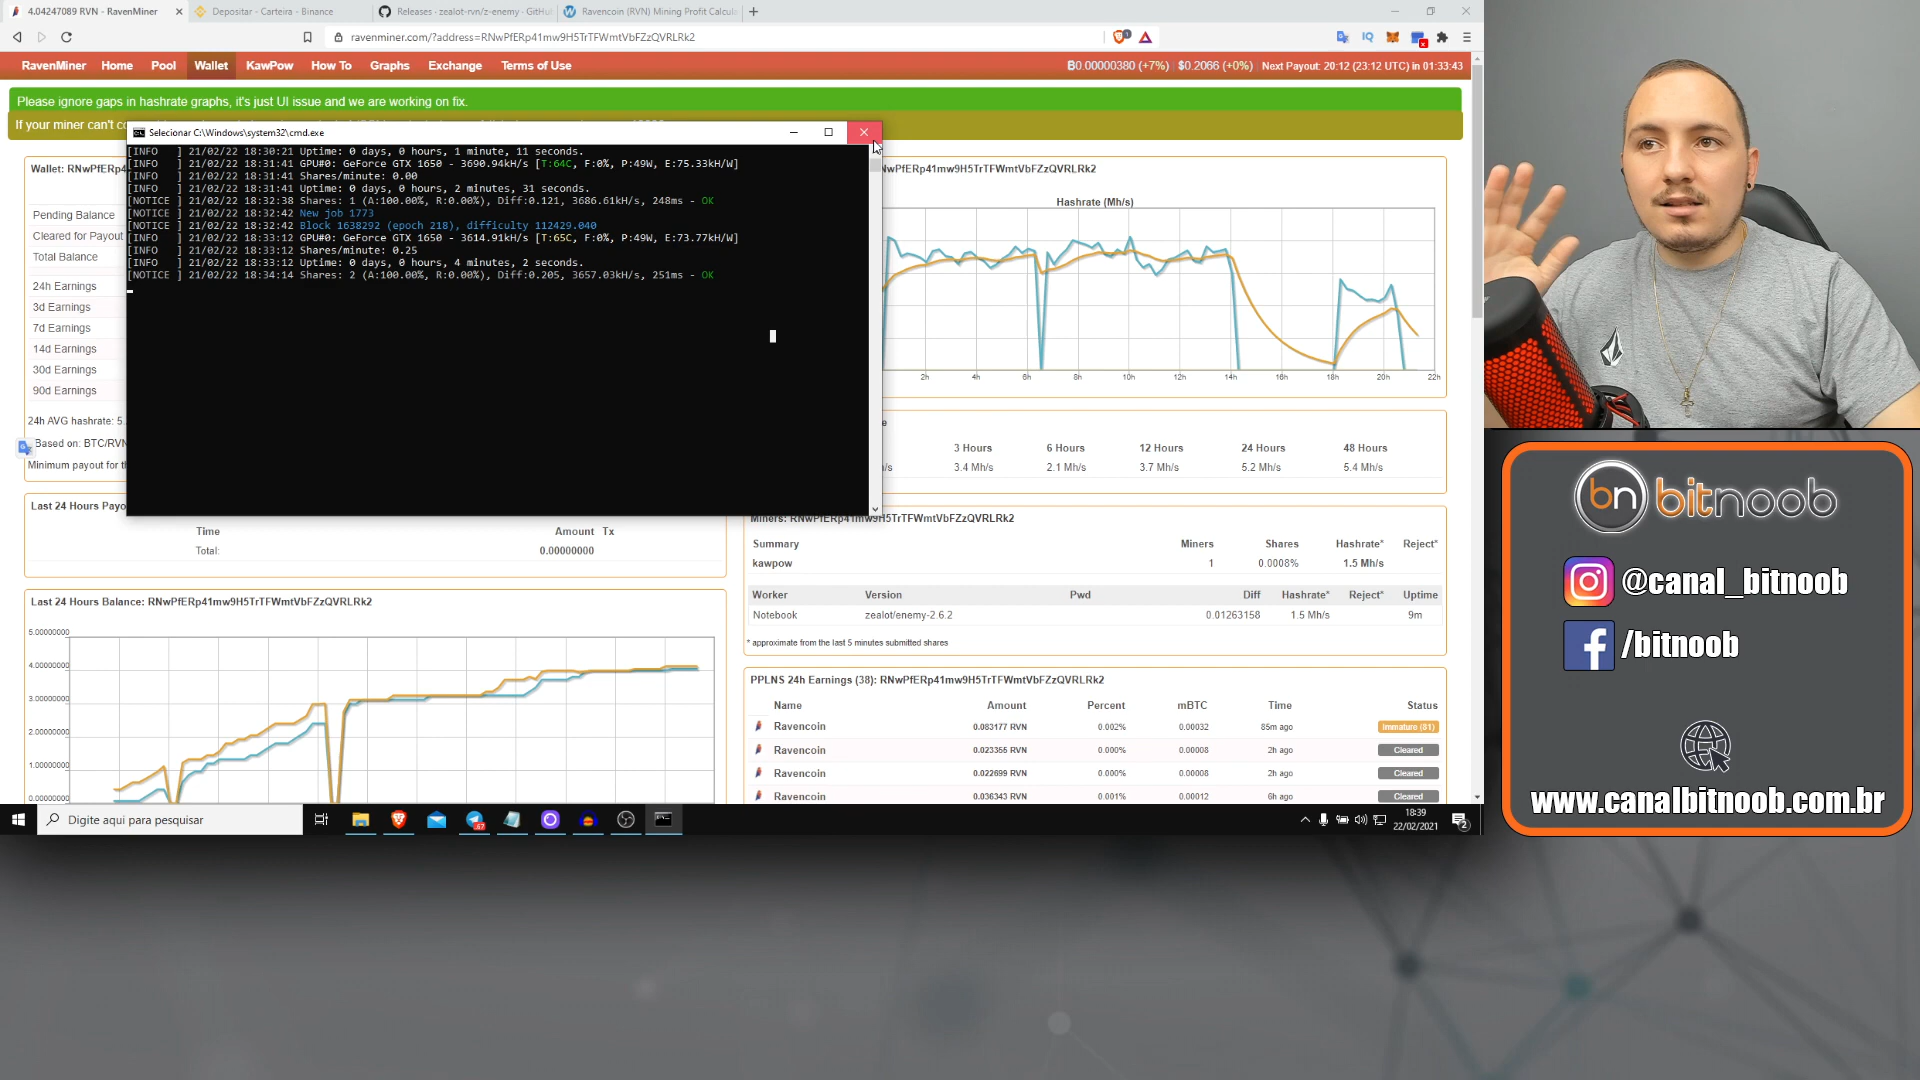 4.04247089 RVN - RavenMiner
Depositar - Carteira - Binance
Releases · zealot-rvn/z-enemy · GitHu
Ravencoin (RVN) Mining Profit Calcul
ravenminer.com/?address=RNwPfERp41mw9H5TrTFWmtVbFZzQVRLRk2
RavenMiner Home Pool Wallet KawPow How To Graphs Exchange Terms of Use
฿0.00000380 (+7%) $0.2066 (+0%) Next Payout: 20:12 (23:12 UTC) in 01:33:43
Please ignore gaps in hashrate graphs, it's just UI issue and we are working on fix.
If your miner can't co
Selecionar C:\Windows\system32\cmd.exe
[INFO ] 21/02/22 18:30:21 Uptime: 0 days, 0 hours, 1 minute, 11 seconds.
[INFO ] 21/02/22 18:31:41 GPU#0: GeForce GTX 1650 - 3690.94kH/s [T:64C, F:0%, P:49W, E:75.33kH/W]
[INFO ] 21/02/22 18:31:41 Shares/minute: 0.00
[INFO ] 21/02/22 18:31:41 Uptime: 0 days, 0 hours, 2 minutes, 31 seconds.
[NOTICE ] 21/02/22 18:32:38 Shares: 1 (A:100.00%, R:0.00%), Diff:0.121, 3686.61kH/s, 248ms - OK
[NOTICE ] 21/02/22 18:32:42 New job 1773
[NOTICE ] 21/02/22 18:32:42 Block 1638292 (epoch 218), difficulty 112429.040
[INFO ] 21/02/22 18:33:12 GPU#0: GeForce GTX 1650 - 3614.91kH/s [T:65C, F:0%, P:49W, E:73.77kH/W]
[INFO ] 21/02/22 18:33:12 Shares/minute: 0.25
[INFO ] 21/02/22 18:33:12 Uptime: 0 days, 0 hours, 4 minutes, 2 seconds.
[NOTICE ] 21/02/22 18:34:14 Shares: 2 (A:100.00%, R:0.00%), Diff:0.205, 3657.03kH/s, 251ms - OK
Wallet: RNwPfERp4
Pending Balance
Cleared for Payout
Total Balance
24h Earnings
3d Earnings
7d Earnings
14d Earnings
30d Earnings
90d Earnings
24h AVG hashrate: 5.
Based on: BTC/RVN
Minimum payout for th
wPfERp41mw9H5TrTFWmtVbFZzQVRLRk2
Hashrate (Mh/s)
2h 4h 6h 8h 10h 12h 14h 16h 18h 20h 22h
e
3 Hours 6 Hours 12 Hours 24 Hours 48 Hours
/s 3.4 Mh/s 2.1 Mh/s 3.7 Mh/s 5.2 Mh/s 5.4 Mh/s
Last 24 Hours Payo
Time Amount Tx
Total: 0.00000000
Miners: RNwPfERp41mw9H5TrTFWmtVbFZzQVRLRk2
Summary Miners Shares Hashrate* Reject*
kawpow 1 0.0008% 1.5 Mh/s
Worker Version Pwd Diff Hashrate* Reject* Uptime
Notebook zealot/enemy-2.6.2 0.01263158 1.5 Mh/s 9m
* approximate from the last 5 minutes submitted shares
Last 24 Hours Balance: RNwPfERp41mw9H5TrTFWmtVbFZzQVRLRk2
5.00000000
4.00000000
3.00000000
2.00000000
1.00000000
0.00000000
PPLNS 24h Earnings (38): RNwPfERp41mw9H5TrTFWmtVbFZzQVRLRk2
Name Amount Percent mBTC Time Status
Ravencoin 0.083177 RVN 0.002% 0.00032 85m ago Immature (81)
Ravencoin 0.023355 RVN 0.000% 0.00008 2h ago Cleared
Ravencoin 0.022699 RVN 0.000% 0.00008 2h ago Cleared
Ravencoin 0.036343 RVN 0.001% 0.00012 6h ago Cleared
Digite aqui para pesquisar
18:39
22/02/2021
bn bitnoob
@canal_bitnoob
/bitnoob
www.canalbitnoob.com.br